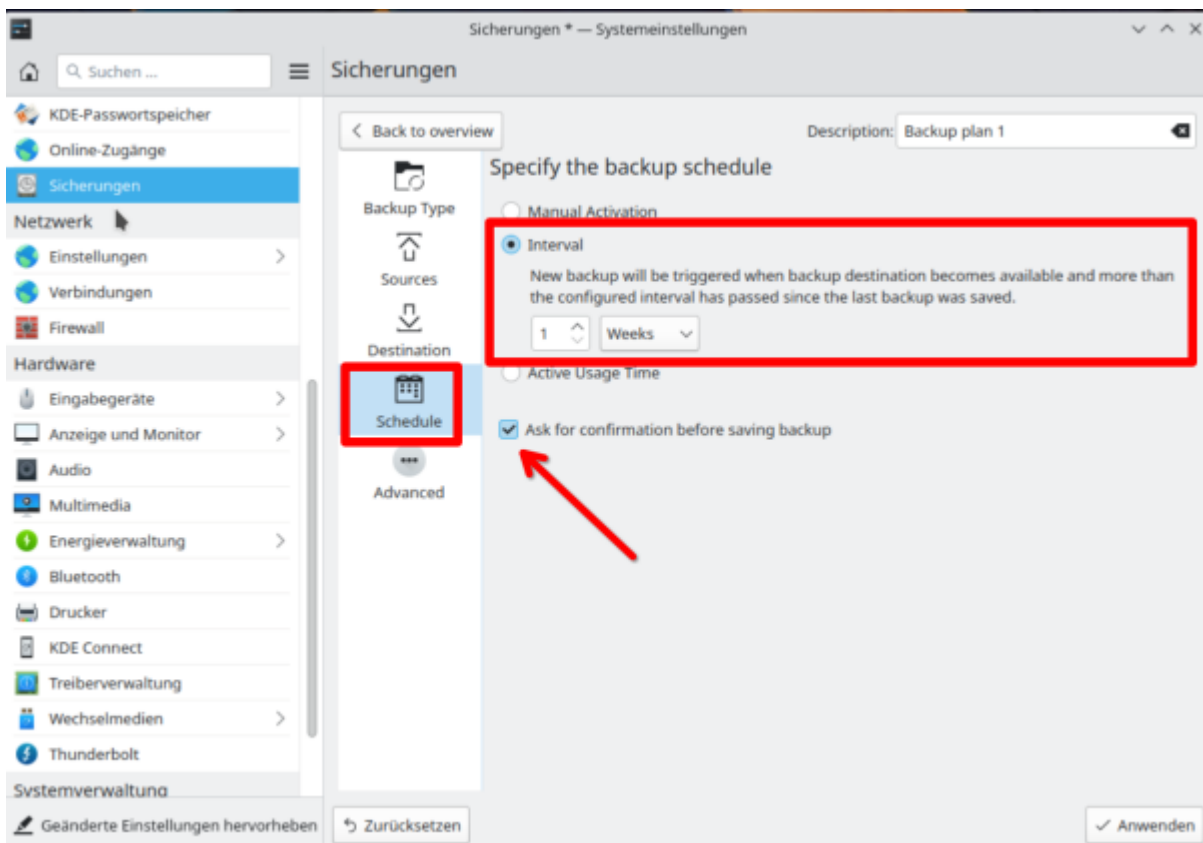 Sicherungen * — Systemeinstellungen
Suchen ...
Sicherungen
KDE-Passwortspeicher
Online-Zugänge
Sicherungen
Netzwerk
Einstellungen
Verbindungen
Firewall
Hardware
Eingabegeräte
Anzeige und Monitor
Audio
Multimedia
Energieverwaltung
Bluetooth
Drucker
KDE Connect
Treiberverwaltung
Wechselmedien
Thunderbolt
Systemverwaltung
Geänderte Einstellungen hervorheben
Back to overview
Description: Backup plan 1
Backup Type
Sources
Destination
Schedule
Advanced
Specify the backup schedule
Manual Activation
Interval
New backup will be triggered when backup destination becomes available and more than
the configured interval has passed since the last backup was saved.
1 Weeks
Active Usage Time
Ask for confirmation before saving backup
Zurücksetzen
Anwenden